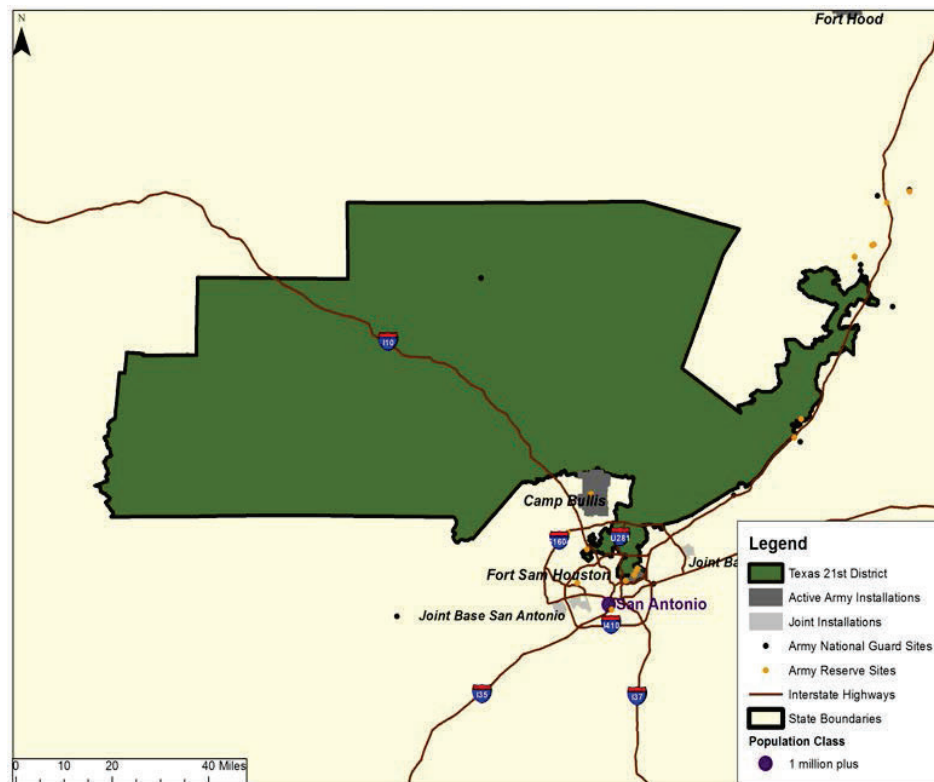 N
Fort Hood
I10
Camp Bullis
S1604
U281
Fort Sam Houston
Joint Ba
San Antonio
Joint Base San Antonio
I410
I35
I37
Legend
Texas 21st District
Active Army Installations
Joint Installations
Army National Guard Sites
Army Reserve Sites
Interstate Highways
State Boundaries
Population Class
1 million plus
0 10 20 40 Miles